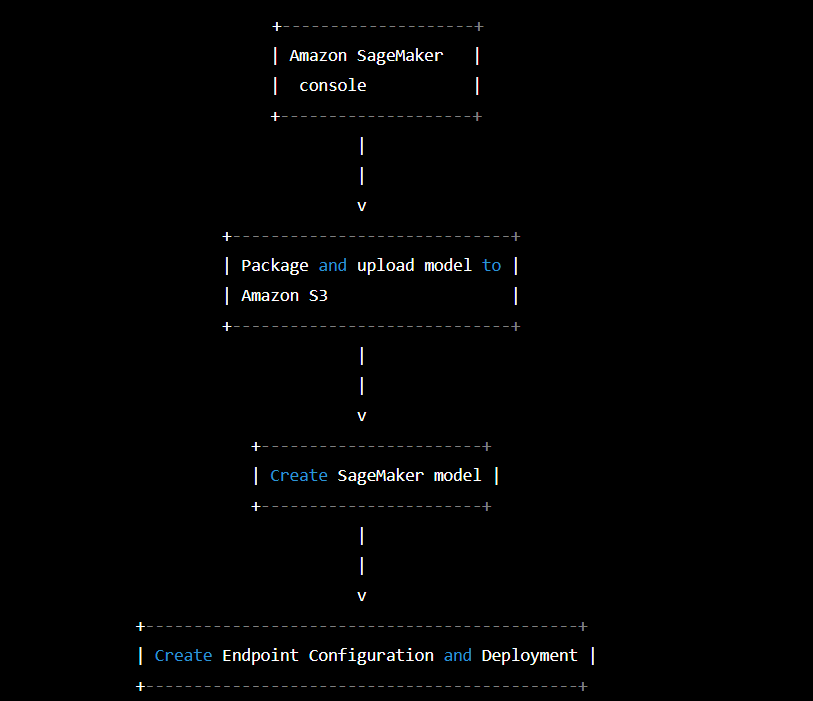 +--------------------+
| Amazon SageMaker   |
|  console           |
+--------------------+
|
|
v
+-----------------------------+
| Package and upload model to |
| Amazon S3                   |
+-----------------------------+
|
|
v
+-----------------------+
| Create SageMaker model |
+-----------------------+
|
|
v
+---------------------------------------------+
| Create Endpoint Configuration and Deployment |
+---------------------------------------------+